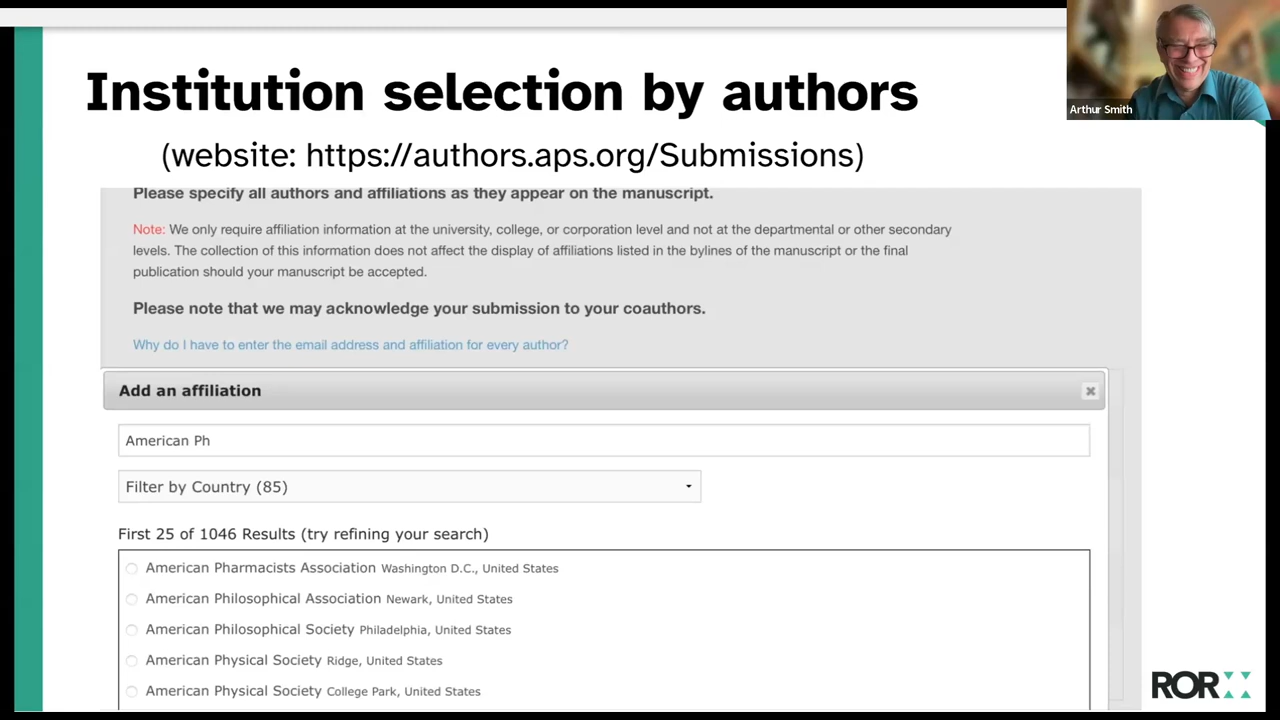 Institution selection by authors
Arthur Smith
(website: https://authors.aps.org/Submissions)
Please specify all authors and affiliations as they appear on the manuscript.
Note: We only require affiliation information at the university, college, or corporation level and not at the departmental or other secondary
levels. The collection of this information does not affect the display of affiliations listed in the bylines of the manuscript or the final
publication should your manuscript be accepted.
Please note that we may acknowledge your submission to your coauthors.
Why do I have to enter the email address and affiliation for every author?
Add an affiliation
American Ph
Filter by Country (85)
First 25 of 1046 Results (try refining your search)
American Pharmacists Association Washington D.C., United States
American Philosophical Association Newark, United States
American Philosophical Society Philadelphia, United States
American Physical Society Ridge, United States
American Physical Society College Park, United States
ROR